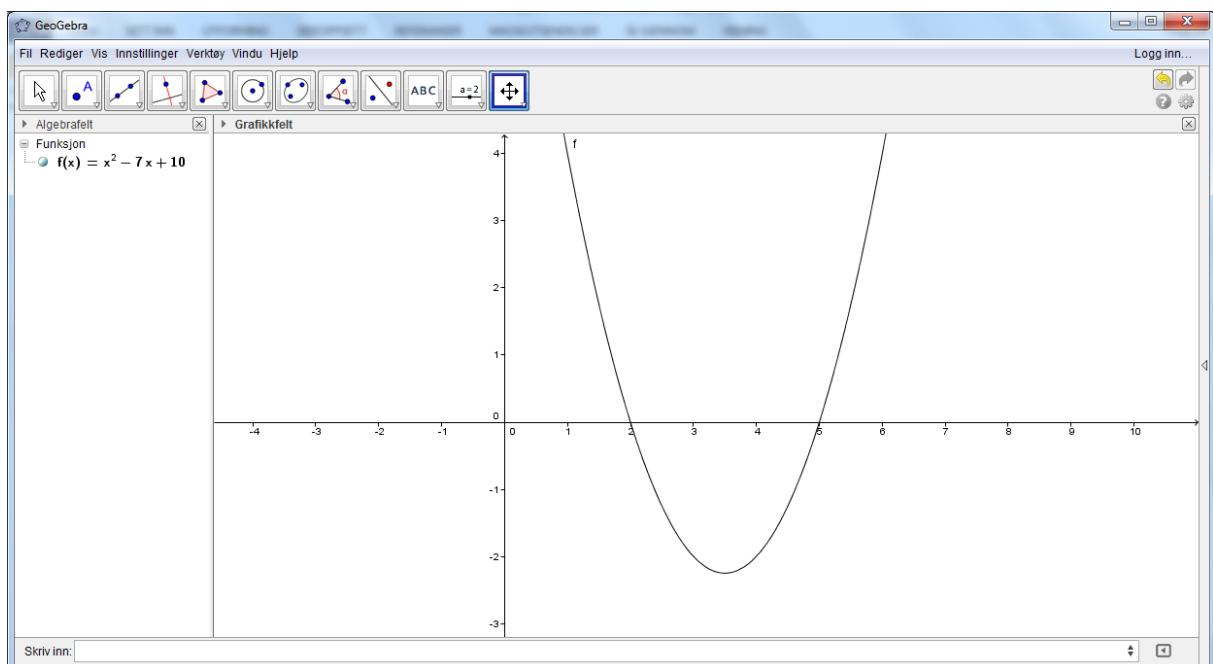 GeoGebra
Fil Rediger Vis Innstillinger Verktøy Vindu Hjelp
Logg inn...
A
α
ABC
a=2
Algebrafelt
Grafikkfelt
Funksjon
f(x) = x² − 7 x + 10
f
4
3
2
1
0
-4 -3 -2 -1 0 1 2 3 4 5 6 7 8 9 10
-1
-2
-3
Skriv inn: